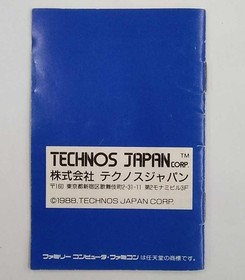 TECHNOS JAPAN CORP.™
株式会社 テクノスジャパン
〒160 東京都新宿区歌舞伎町2-31-11 第2モナミビル3F
©1988. TECHNOS JAPAN CORP.
ファミリー コンピュータ・ファミコン は任天堂の商標です。